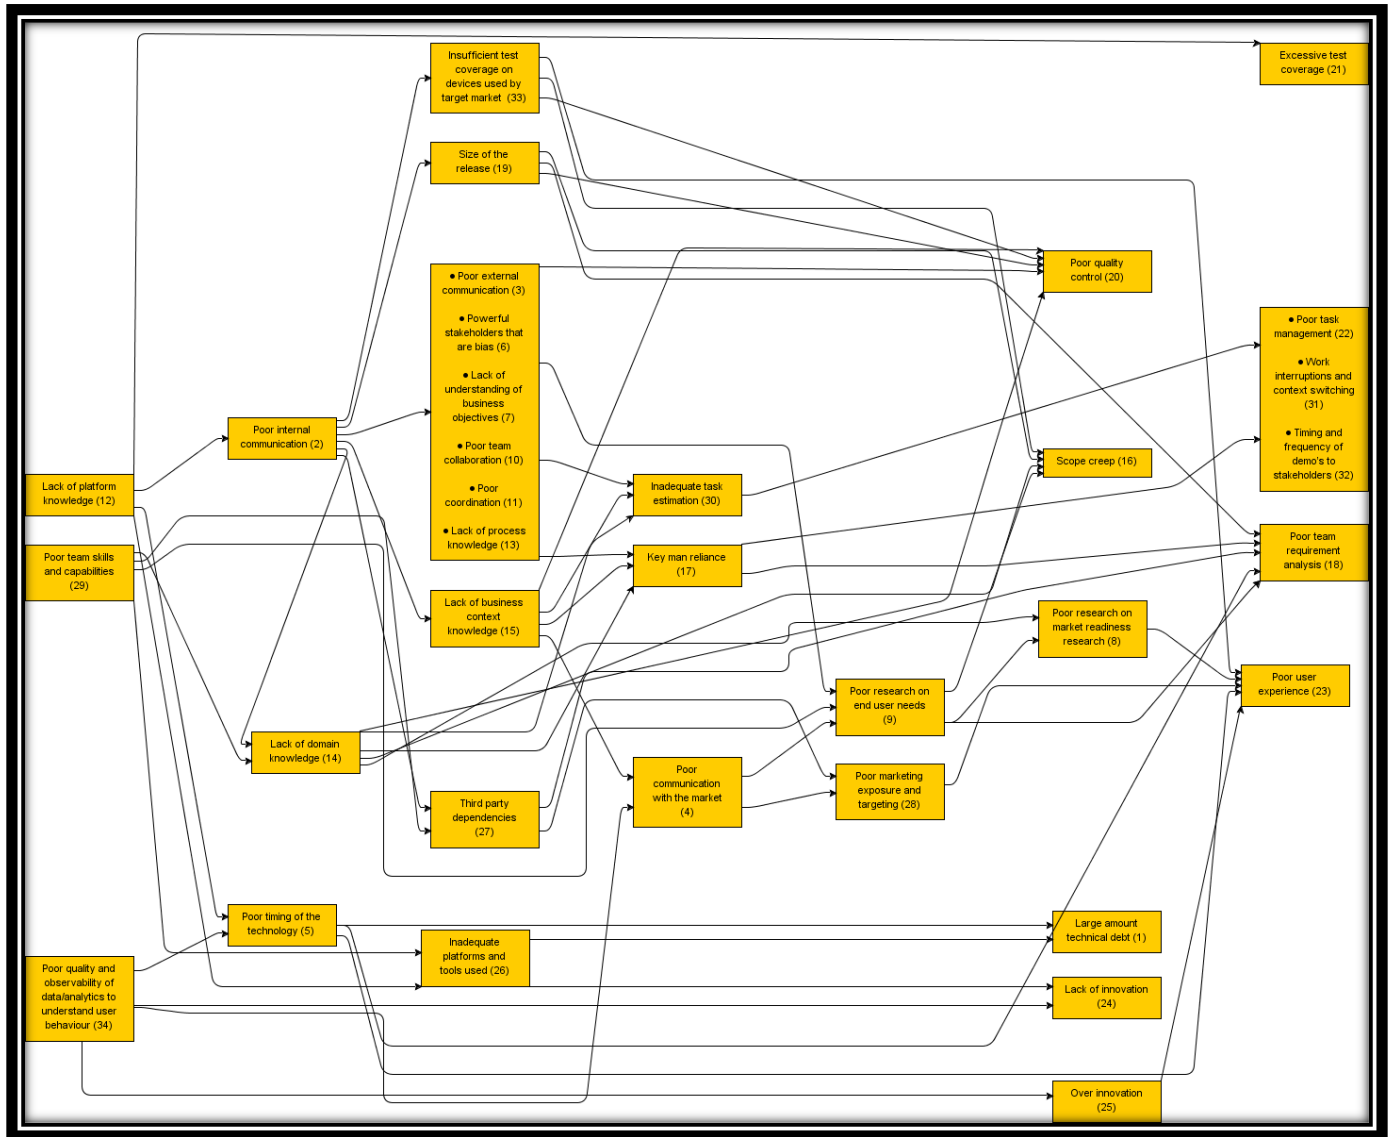 Insufficient test
coverage on
devices used by
target market (33)
Excessive test
coverage (21)
Size of the
release (19)
● Poor external
communication (3)
● Powerful
stakeholders that
are bias (6)
● Lack of
understanding of
business
objectives (7)
● Poor team
collaboration (10)
● Poor
coordination (11)
● Lack of process
knowledge (13)
Poor quality
control (20)
● Poor task
management (22)
● Work
interruptions and
context switching
(31)
● Timing and
frequency of
demo's to
stakeholders (32)
Poor internal
communication (2)
Scope creep (16)
Lack of platform
knowledge (12)
Inadequate task
estimation (30)
Poor team skills
and capabilities
(29)
Key man reliance
(17)
Poor team
requirement
analysis (18)
Lack of business
context
knowledge (15)
Poor research on
market readiness
research (8)
Poor research on
end user needs
(9)
Poor user
experience (23)
Lack of domain
knowledge (14)
Poor
communication
with the market
(4)
Poor marketing
exposure and
targeting (28)
Third party
dependencies
(27)
Poor timing of the
technology (5)
Inadequate
platforms and
tools used (26)
Large amount
technical debt (1)
Poor quality and
observability of
data/analytics to
understand user
behaviour (34)
Lack of innovation
(24)
Over innovation
(25)